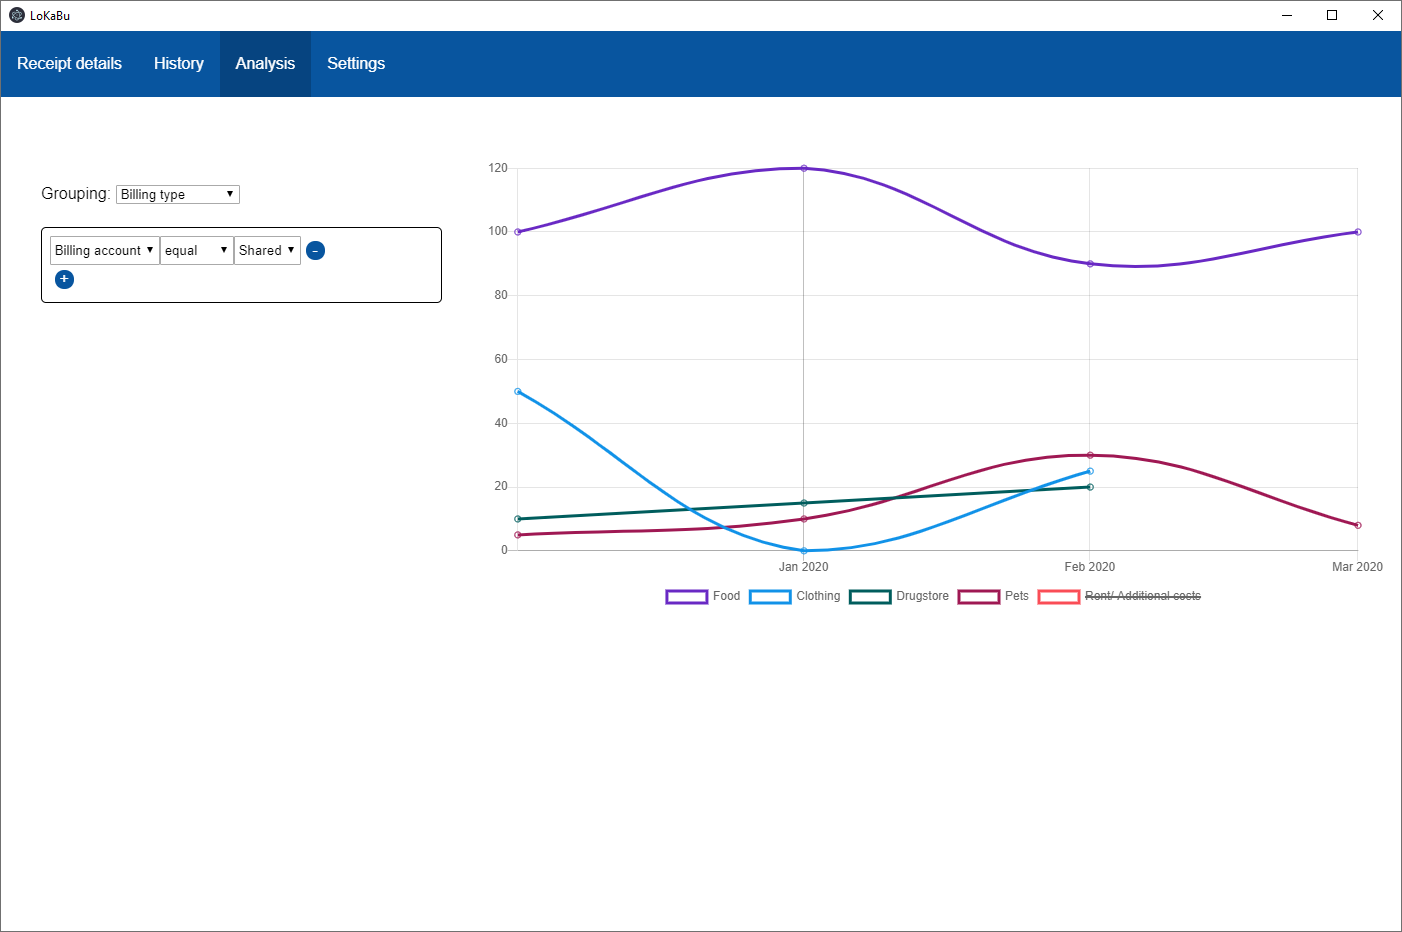 LoKaBu
Receipt details History Analysis Settings
Grouping: Billing type
Billing account equal Shared -
+
120
100
80
60
40
20
0
Jan 2020 Feb 2020 Mar 2020
Food Clothing Drugstore Pets Rent/ Additional costs